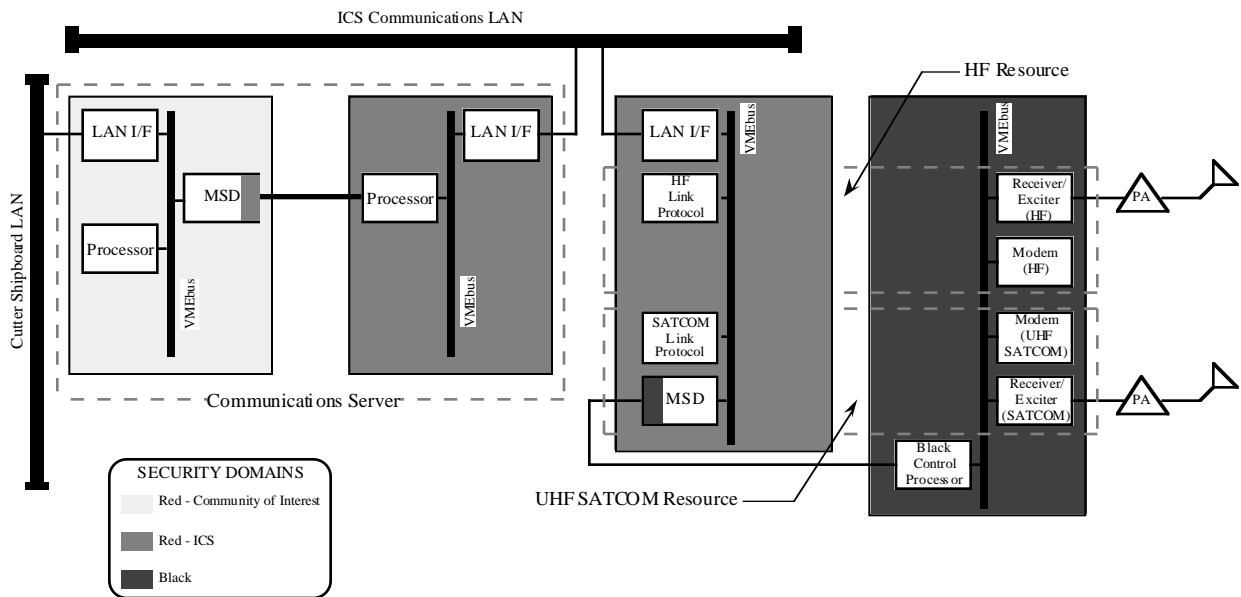 ICS Communications LAN
Cutter Shipboard LAN
LAN I/F
MSD
Processor
VMEbus
Processor
LAN I/F
VMEbus
Communications Server
LAN I/F
VMEbus
HF
Link
Protocol
SATCOM
Link
Protocol
MSD
HF Resource
VMEbus
Receiver/
Exciter
(HF)
Modem
(HF)
Modem
(UHF
SATCOM)
Receiver/
Exciter
(SATCOM)
Black
Control
Processor
PA
PA
UHF SATCOM Resource
SECURITY DOMAINS
Red - Community of Interest
Red - ICS
Black